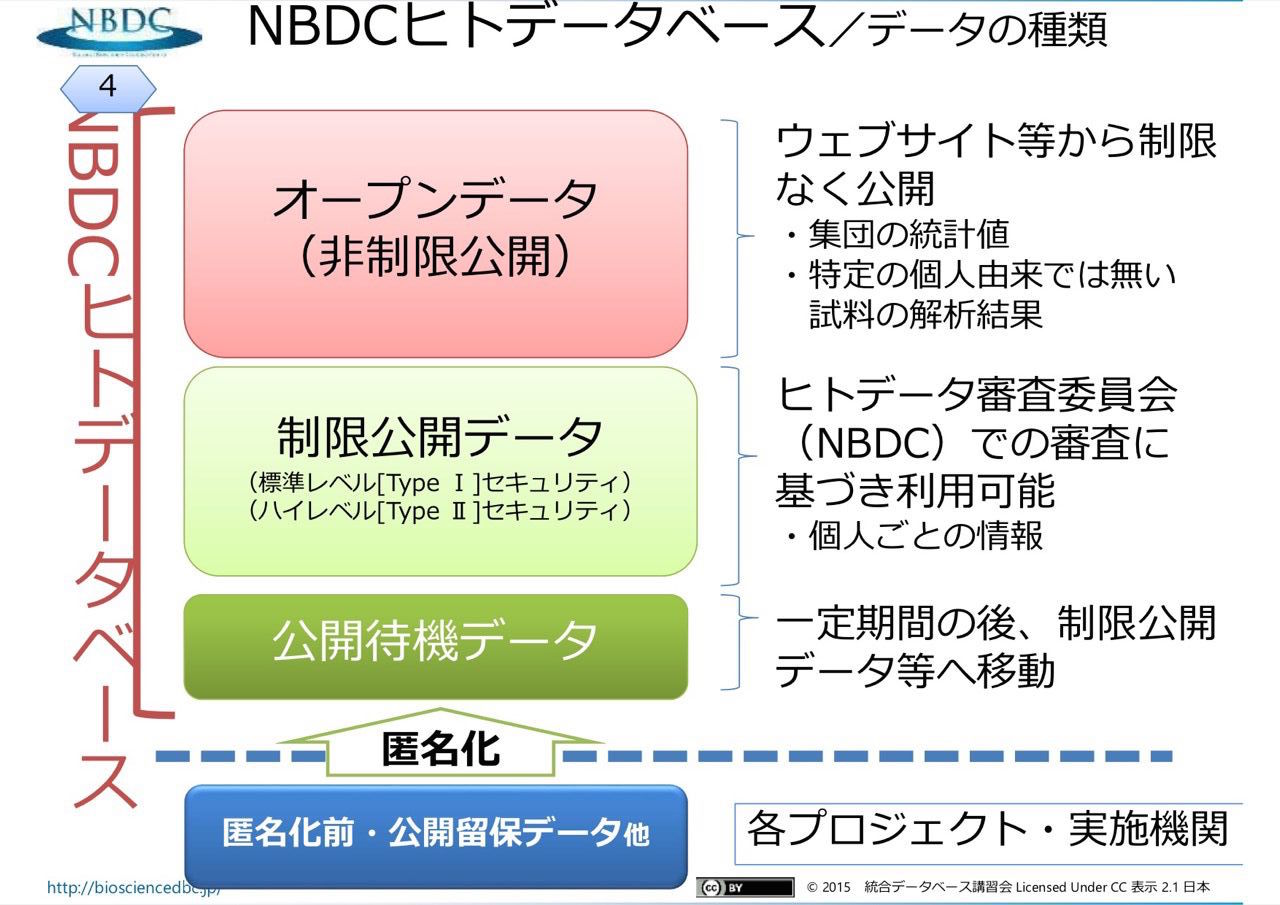 NBDC
NBDCヒトデータベース／データの種類
4
NBDCヒトデータベース
オープンデータ
（非制限公開）
ウェブサイト等から制限
なく公開
・集団の統計値
・特定の個人由来では無い
試料の解析結果
制限公開データ
（標準レベル[Type Ⅰ]セキュリティ）
（ハイレベル[Type Ⅱ]セキュリティ）
ヒトデータ審査委員会
（NBDC）での審査に
基づき利用可能
・個人ごとの情報
公開待機データ
一定期間の後、制限公開
データ等へ移動
匿名化
匿名化前・公開留保データ他
各プロジェクト・実施機関
http://biosciencedbc.jp/
cc BY
© 2015 統合データベース講習会 Licensed Under CC 表示 2.1 日本